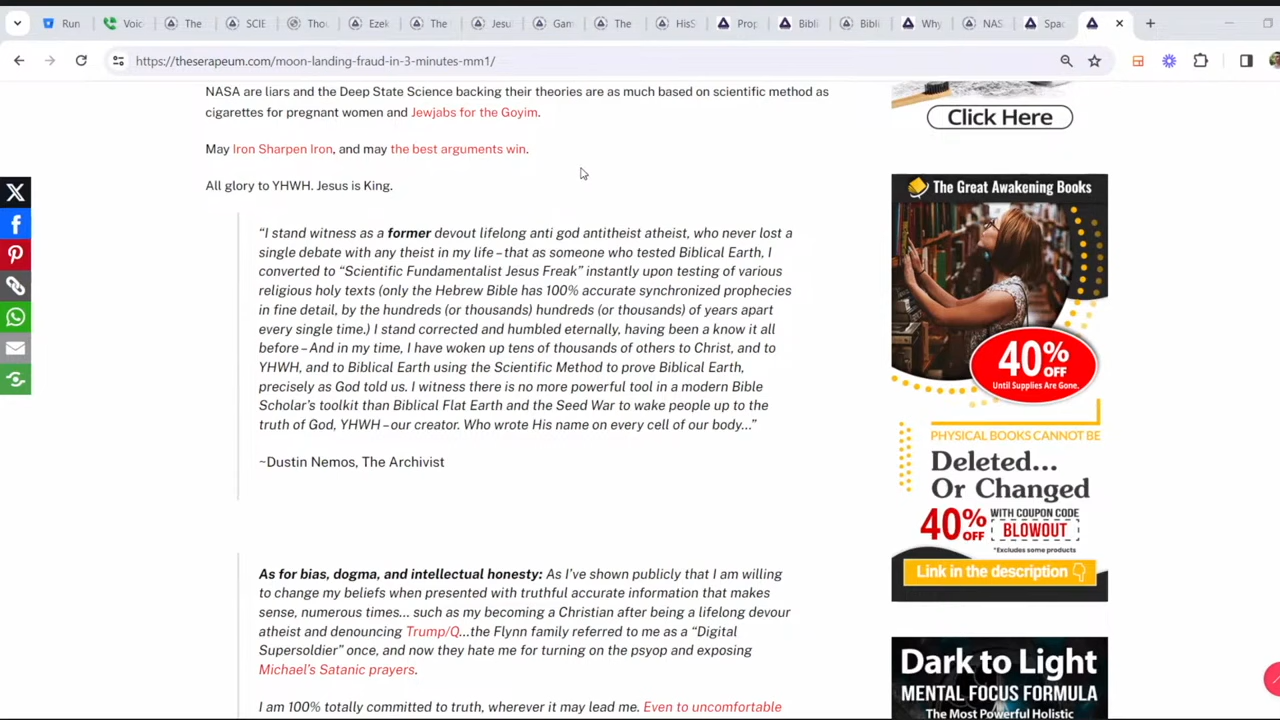 Run
Voic
The
SCIE
Thou
Ezek
The
Jesu
Gam
The
HisS
Prop
Bibli
Bibl
Why
NAS
Spac
https://theserapeum.com/moon-landing-fraud-in-3-minutes-mm1/
NASA are liars and the Deep State Science backing their theories are as much based on scientific method as
cigarettes for pregnant women and Jewjabs for the Goyim.
May Iron Sharpen Iron, and may the best arguments win.
All glory to YHWH. Jesus is King.
“I stand witness as a former devout lifelong anti god antitheist atheist, who never lost a
single debate with any theist in my life – that as someone who tested Biblical Earth, I
converted to “Scientific Fundamentalist Jesus Freak” instantly upon testing of various
religious holy texts (only the Hebrew Bible has 100% accurate synchronized prophecies
in fine detail, by the hundreds (or thousands) hundreds (or thousands) of years apart
every single time.) I stand corrected and humbled eternally, having been a know it all
before – And in my time, I have woken up tens of thousands of others to Christ, and to
YHWH, and to Biblical Earth using the Scientific Method to prove Biblical Earth,
precisely as God told us. I witness there is no more powerful tool in a modern Bible
Scholar’s toolkit than Biblical Flat Earth and the Seed War to wake people up to the
truth of God, YHWH – our creator. Who wrote His name on every cell of our body…”
~Dustin Nemos, The Archivist
As for bias, dogma, and intellectual honesty: As I’ve shown publicly that I am willing
to change my beliefs when presented with truthful accurate information that makes
sense, numerous times… such as my becoming a Christian after being a lifelong devour
atheist and denouncing Trump/Q…the Flynn family referred to me as a “Digital
Supersoldier” once, and now they hate me for turning on the psyop and exposing
Michael’s Satanic prayers.
I am 100% totally committed to truth, wherever it may lead me. Even to uncomfortable
Click Here
The Great Awakening Books
40% OFF
Until Supplies Are Gone.
PHYSICAL BOOKS CANNOT BE
Deleted...
Or Changed
40% OFF WITH COUPON CODE
BLOWOUT
*Excludes some products
Link in the description
Dark to Light
MENTAL FOCUS FORMULA
The Most Powerful Holistic